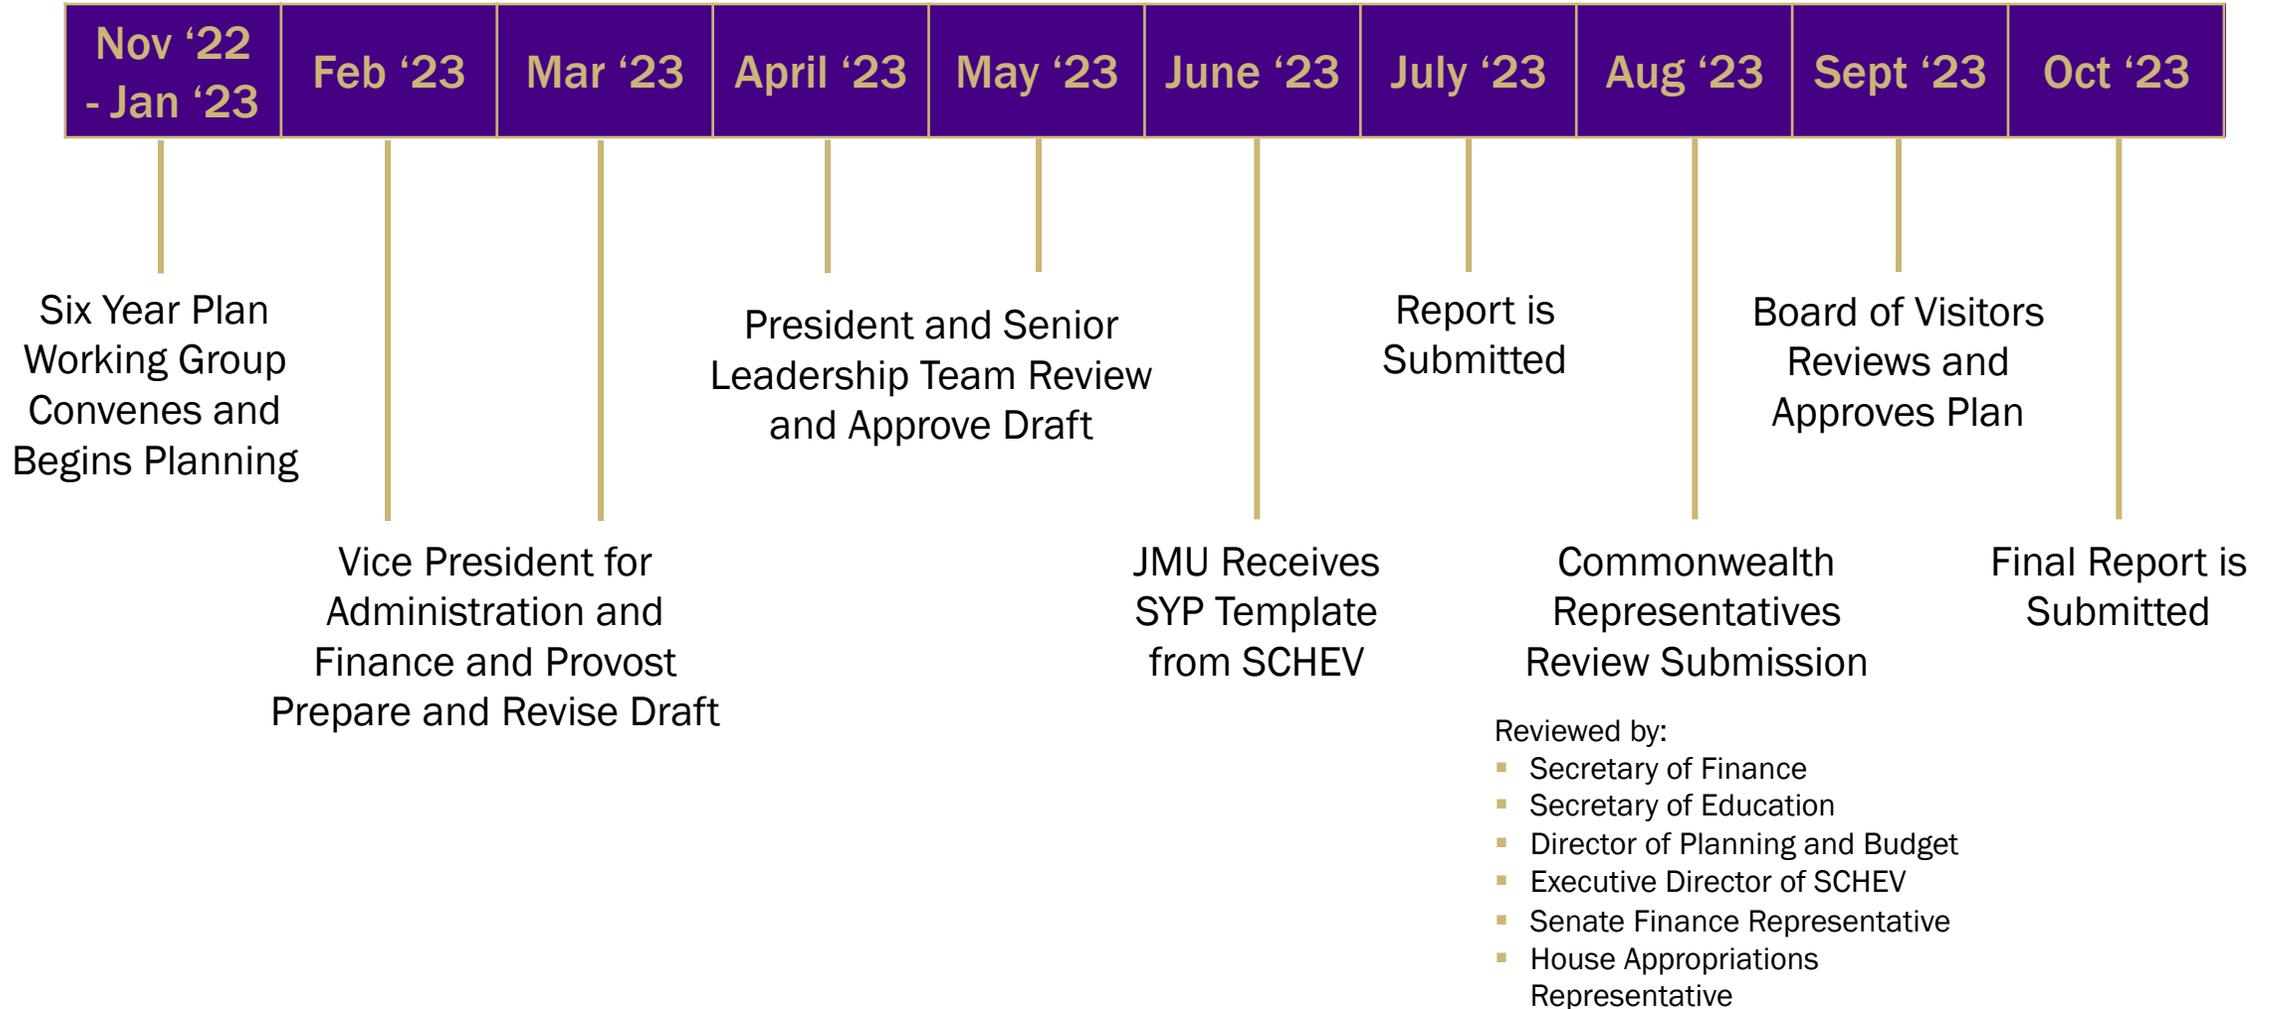 Nov ‘22
- Jan ‘23
Feb ‘23
Mar ‘23
April ‘23
May ‘23
June ‘23
July ‘23
Aug ‘23
Sept ‘23
Oct ‘23
Six Year Plan
Working Group
Convenes and
Begins Planning
Vice President for
Administration and
Finance and Provost
Prepare and Revise Draft
President and Senior
Leadership Team Review
and Approve Draft
JMU Receives
SYP Template
from SCHEV
Report is
Submitted
Commonwealth
Representatives
Review Submission
Reviewed by:
▪ Secretary of Finance
▪ Secretary of Education
▪ Director of Planning and Budget
▪ Executive Director of SCHEV
▪ Senate Finance Representative
▪ House Appropriations
Representative
Board of Visitors
Reviews and
Approves Plan
Final Report is
Submitted